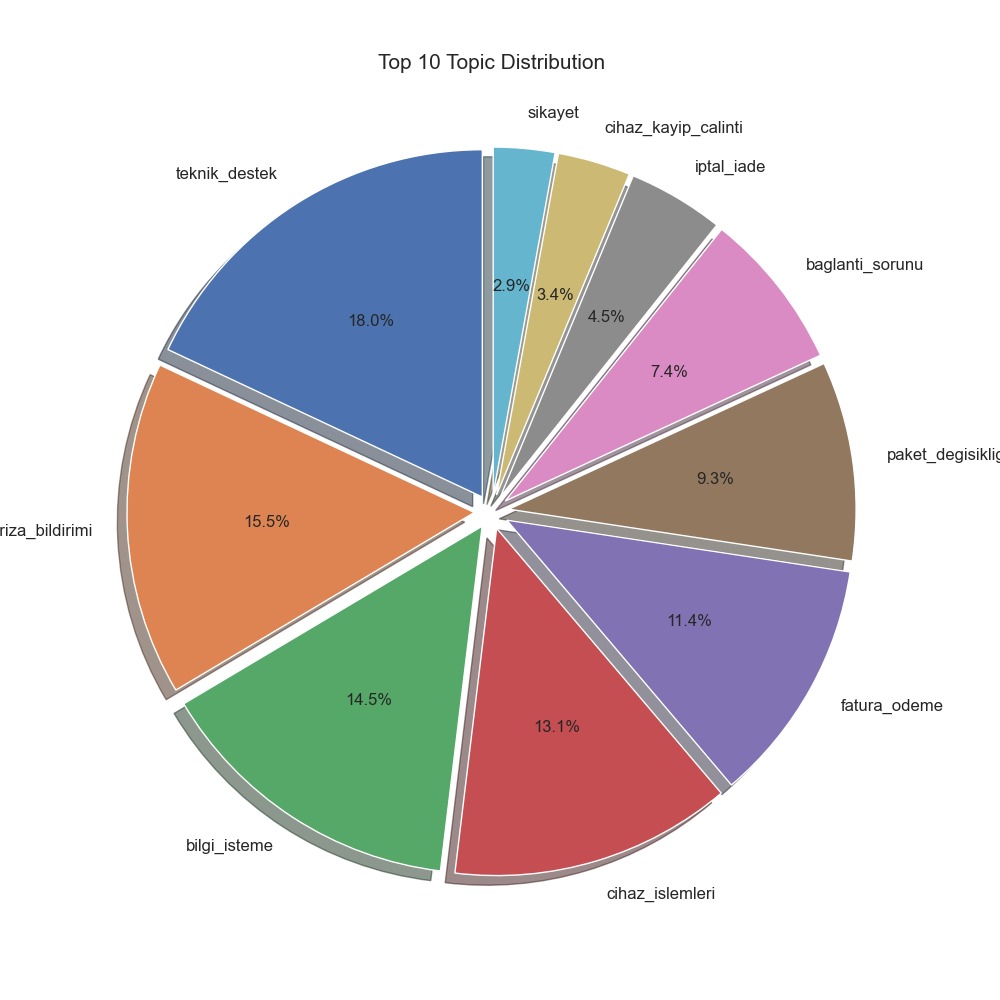 Top 10 Topic Distribution
sikayet
2.9%
cihaz_kayip_calinti
3.4%
iptal_iade
4.5%
baglanti_sorunu
7.4%
paket_degisiklig
9.3%
fatura_odeme
11.4%
cihaz_islemleri
13.1%
bilgi_isteme
14.5%
riza_bildirimi
15.5%
teknik_destek
18.0%